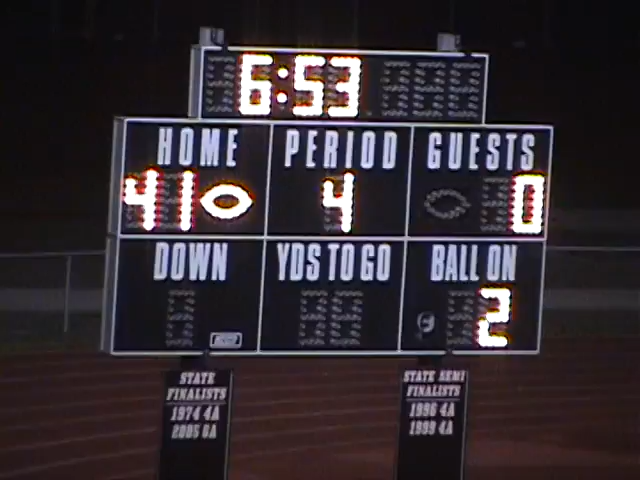 6:53
HOME PERIOD GUESTS
41 4 0
DOWN YDS TO GO BALL ON
2
STATE
FINALISTS
1974 4A
2005 5A
STATE SEMI
FINALISTS
1996 4A
1999 4A